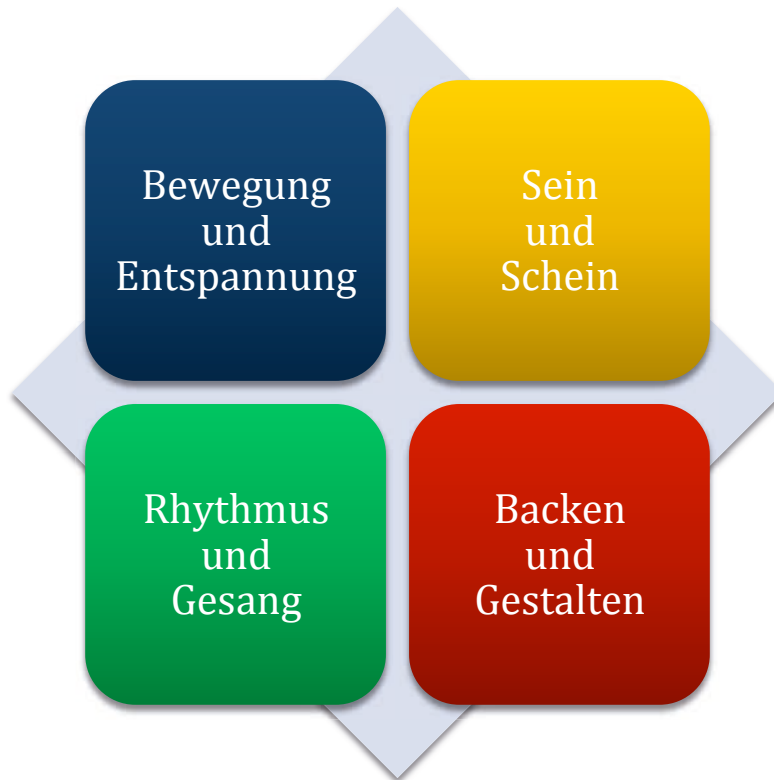 Bewegung
und
Entspannung
Sein
und
Schein
Rhythmus
und
Gesang
Backen
und
Gestalten